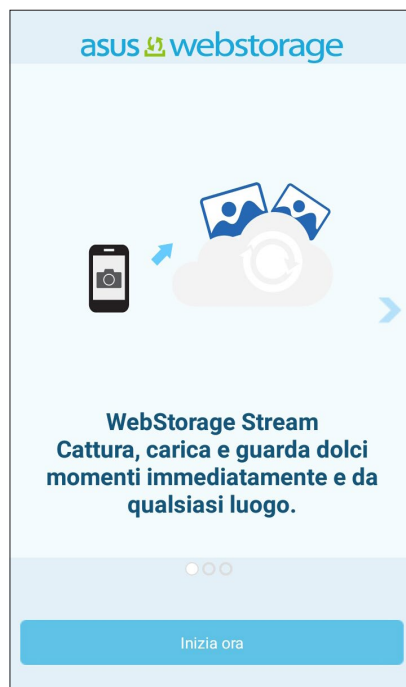 asus webstorage
WebStorage Stream
Cattura, carica e guarda dolci
momenti immediatamente e da
qualsiasi luogo.
Inizia ora